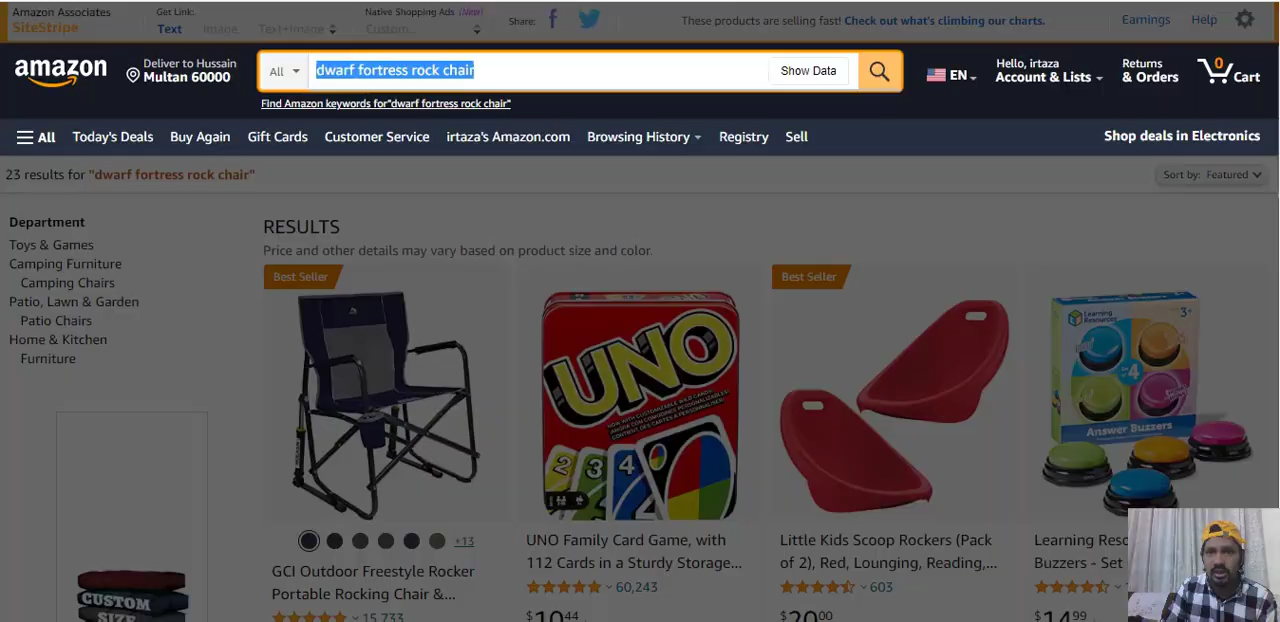 Amazon Associates
SiteStripe
Get Link:
Text Image Text+Image
Native Shopping Ads (New)
Custom...
Share:
These products are selling fast! Check out what's climbing our charts.
Earnings Help
amazon
Deliver to Hussain
Multan 60000
All
dwarf fortress rock chair
Show Data
EN
Hello, irtaza
Account & Lists
Returns
& Orders
0
Cart
Find Amazon keywords for"dwarf fortress rock chair"
All Today's Deals Buy Again Gift Cards Customer Service irtaza's Amazon.com Browsing History Registry Sell
Shop deals in Electronics
23 results for "dwarf fortress rock chair"
Sort by: Featured
Department
Toys & Games
Camping Furniture
Camping Chairs
Patio, Lawn & Garden
Patio Chairs
Home & Kitchen
Furniture
CUSTOM
SIZE
RESULTS
Price and other details may vary based on product size and color.
Best Seller
+13
GCI Outdoor Freestyle Rocker
Portable Rocking Chair &...
15,733
UNO
2 3 4
UNO Family Card Game, with
112 Cards in a Sturdy Storage...
60,243
$10.44
Best Seller
Little Kids Scoop Rockers (Pack
of 2), Red, Lounging, Reading,...
603
$20.00
Learning Resources
3+
4
Answer Buzzers
Learning Reso
Buzzers - Set
$14.99